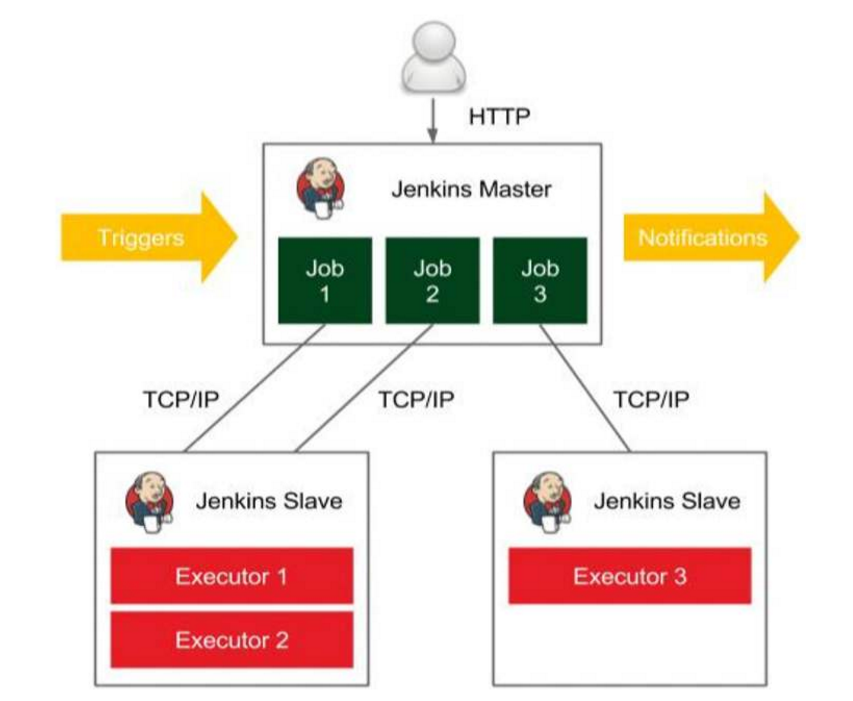 HTTP
Jenkins Master
Triggers
Notifications
Job
1
Job
2
Job
3
TCP/IP
TCP/IP
TCP/IP
Jenkins Slave
Executor 1
Executor 2
Jenkins Slave
Executor 3